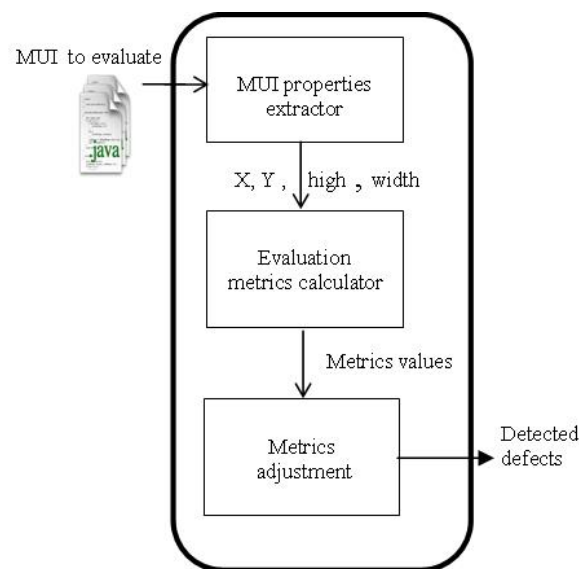 MUI to evaluate
.java
MUI properties
extractor
X, Y , high , width
Evaluation
metrics calculator
Metrics values
Metrics
adjustment
Detected
defects